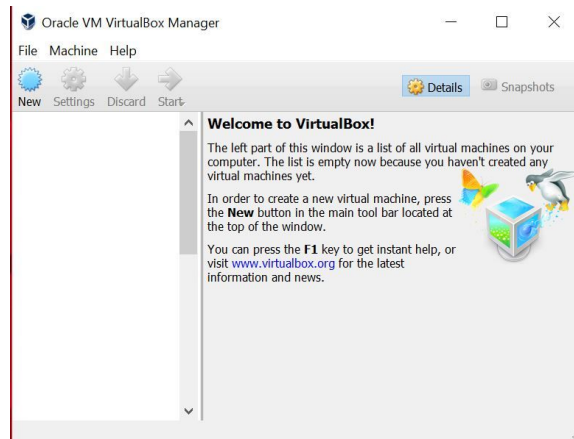 Oracle VM VirtualBox Manager
File Machine Help
New Settings Discard Start
Details Snapshots
Welcome to VirtualBox!
The left part of this window is a list of all virtual machines on your
computer. The list is empty now because you haven't created any
virtual machines yet.
In order to create a new virtual machine, press
the New button in the main tool bar located at
the top of the window.
You can press the F1 key to get instant help, or
visit www.virtualbox.org for the latest
information and news.